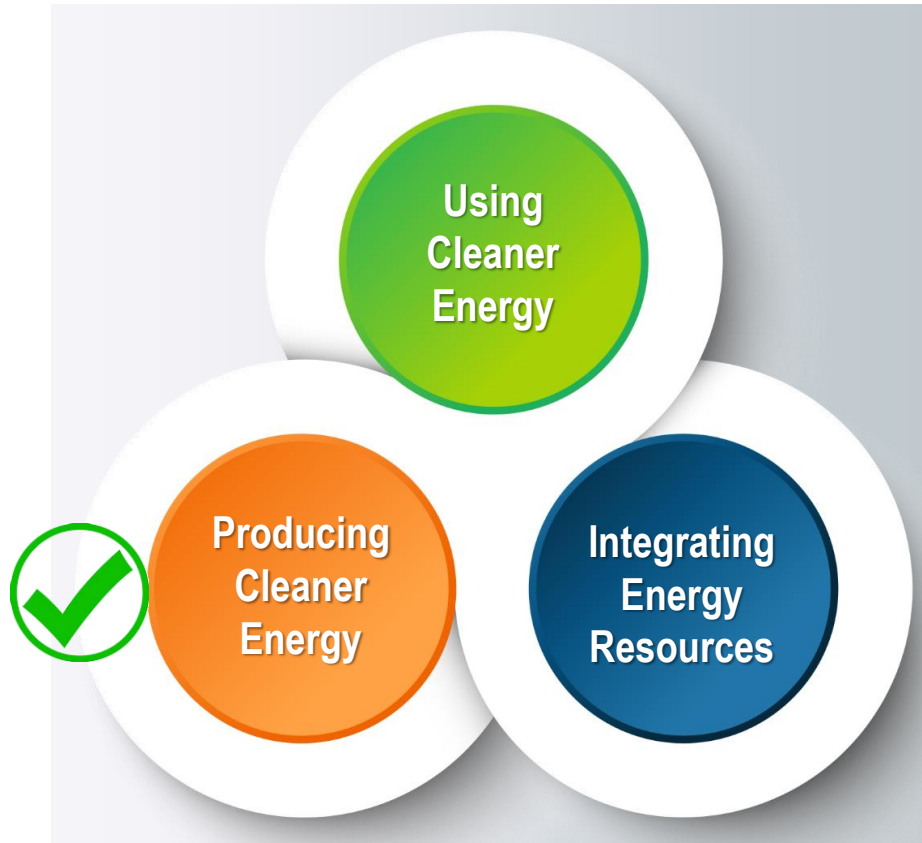 Using
Cleaner
Energy
Producing
Cleaner
Energy
Integrating
Energy
Resources